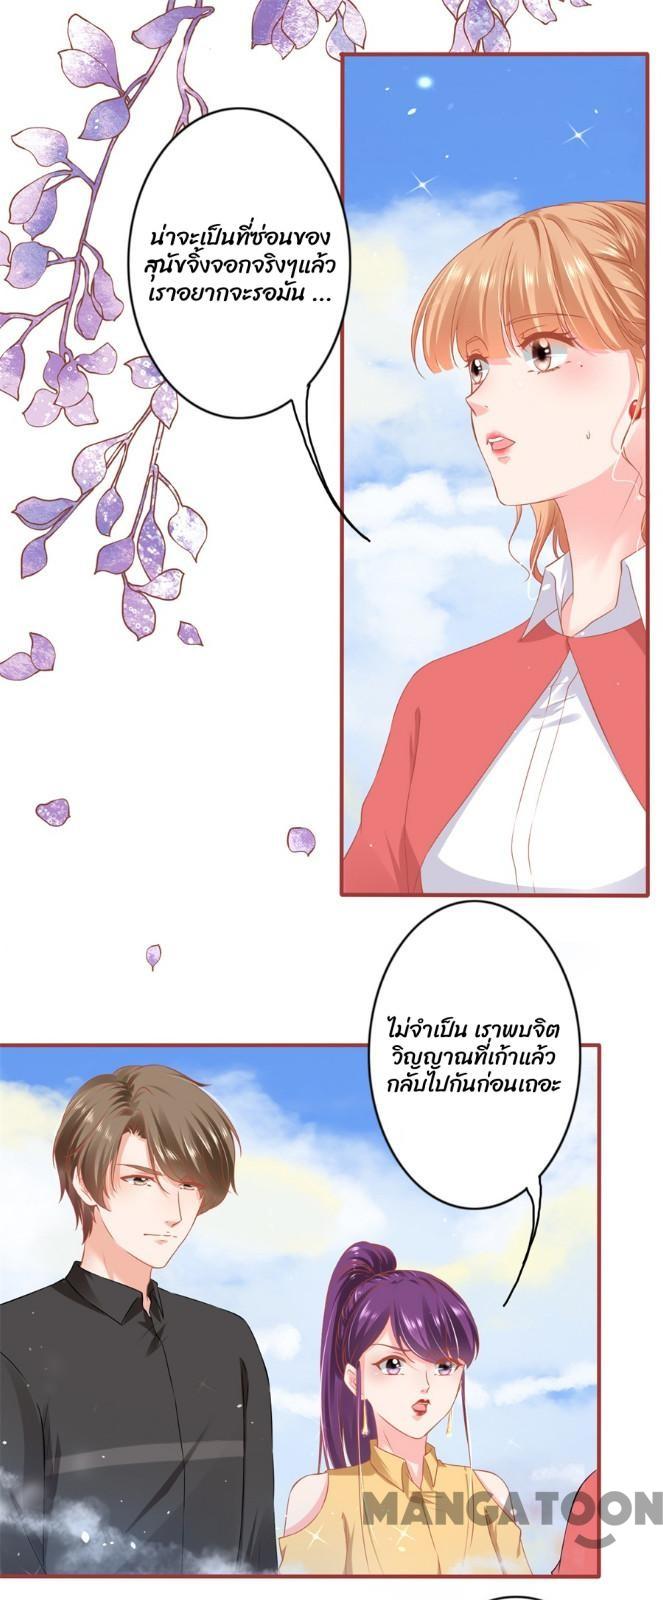 น่าจะเป็นที่ซ่อนของ
สุนัขจิ้งจอกจริงๆแล้ว
เราอยากจะรอมัน ...
ไม่จำเป็น เราพบจิต
วิญญาณที่เก้าแล้ว
กลับไปกันก่อนเถอะ
MANGATOON